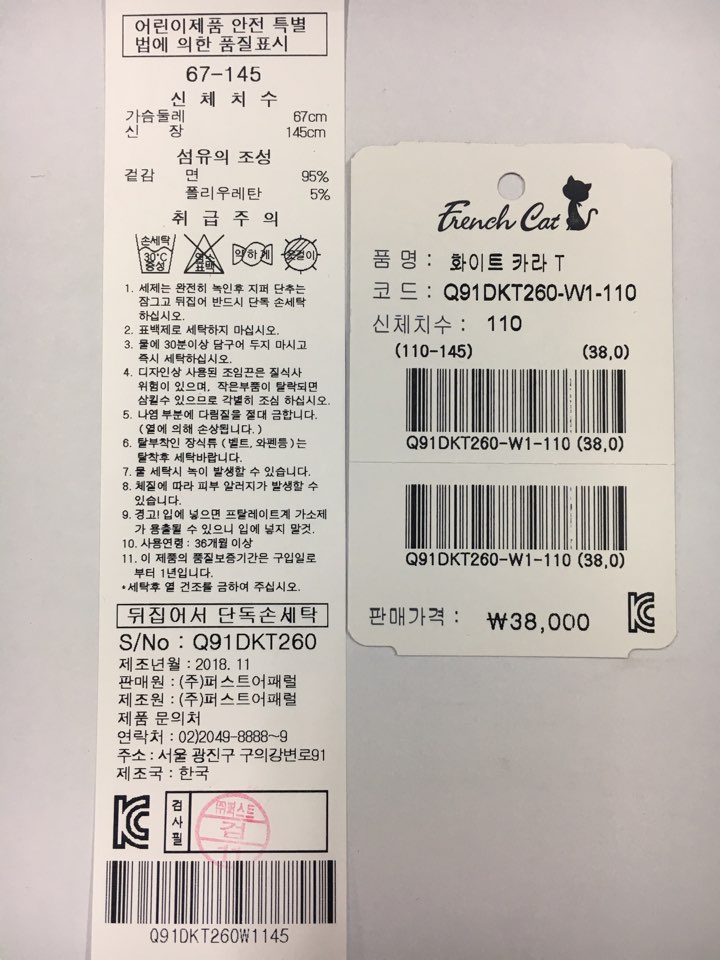 어린이제품 안전 특별
법에 의한 품질표시
67-145
신 체 치 수
가슴둘레 67cm
신 장 145cm
섬유의 조성
겉감 면 95%
폴리우레탄 5%
취 급 주 의
손세탁 30℃ 중성 염소 표백 약하게 옷걸이
1. 세제는 완전히 녹인후 지퍼 단추는
잠그고 뒤집어 반드시 단독 손세탁
하십시오.
2. 표백제로 세탁하지 마십시오.
3. 물에 30분이상 담구어 두지 마시고
즉시 세탁하십시오.
4. 디자인상 사용된 조임끈은 질식사
위험이 있으며, 작은부품이 탈락되면
삼킬수 있으므로 각별히 조심 하십시오.
5. 나염 부분에 다림질을 절대 금합니다.
(열에 의해 손상됩니다.)
6. 탈부착인 장식류 (벨트, 와펜등)는
탈착후 세탁바랍니다.
7. 물 세탁시 녹이 발생할 수 있습니다.
8. 체질에 따라 피부 알러지가 발생할 수
있습니다.
9. 경고! 입에 넣으면 프탈레이트계 가소제
가 용출될 수 있으니 입에 넣지 말것.
10. 사용연령 : 36개월 이상
11. 이 제품의 품질보증기간은 구입일로
부터 1년입니다.
*세탁후 열 건조를 금하여 주십시오.
뒤집어서 단독손세탁
S/No : Q91DKT260
제조년월 : 2018. 11
판매원 : (주)퍼스트어패럴
제조원 : (주)퍼스트어패럴
제품 문의처
연락처 : 02)2049-8888~9
주소 : 서울 광진구 구의강변로91
제조국 : 한국
KC
검사필
㈜퍼스트
검
Q91DKT260W1145
French Cat
품 명 : 화이트 카라 T
코 드 : Q91DKT260-W1-110
신체치수 : 110
(110-145) (38,0)
Q91DKT260-W1-110 (38,0)
Q91DKT260-W1-110 (38,0)
판매가격 : ₩38,000
KC